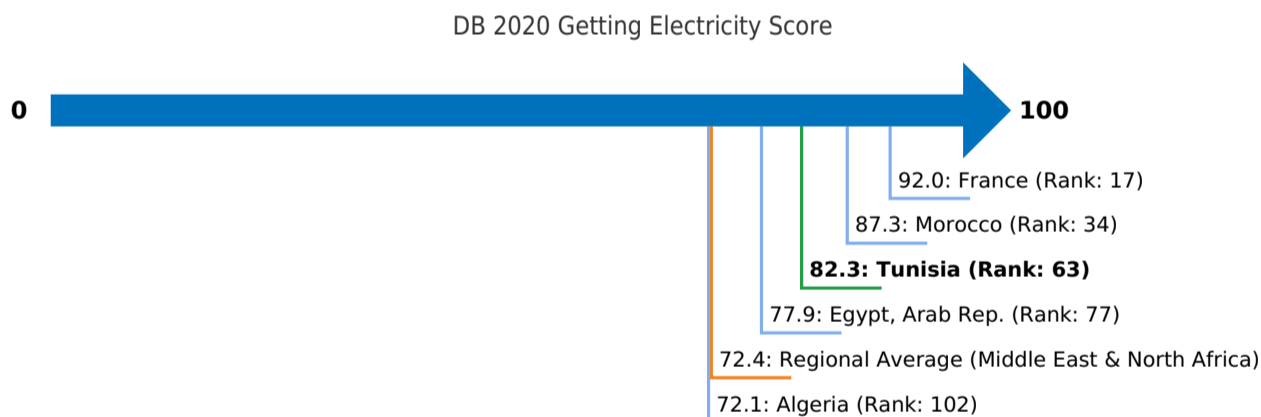 DB 2020 Getting Electricity Score
0
100
92.0: France (Rank: 17)
87.3: Morocco (Rank: 34)
82.3: Tunisia (Rank: 63)
77.9: Egypt, Arab Rep. (Rank: 77)
72.4: Regional Average (Middle East & North Africa)
72.1: Algeria (Rank: 102)